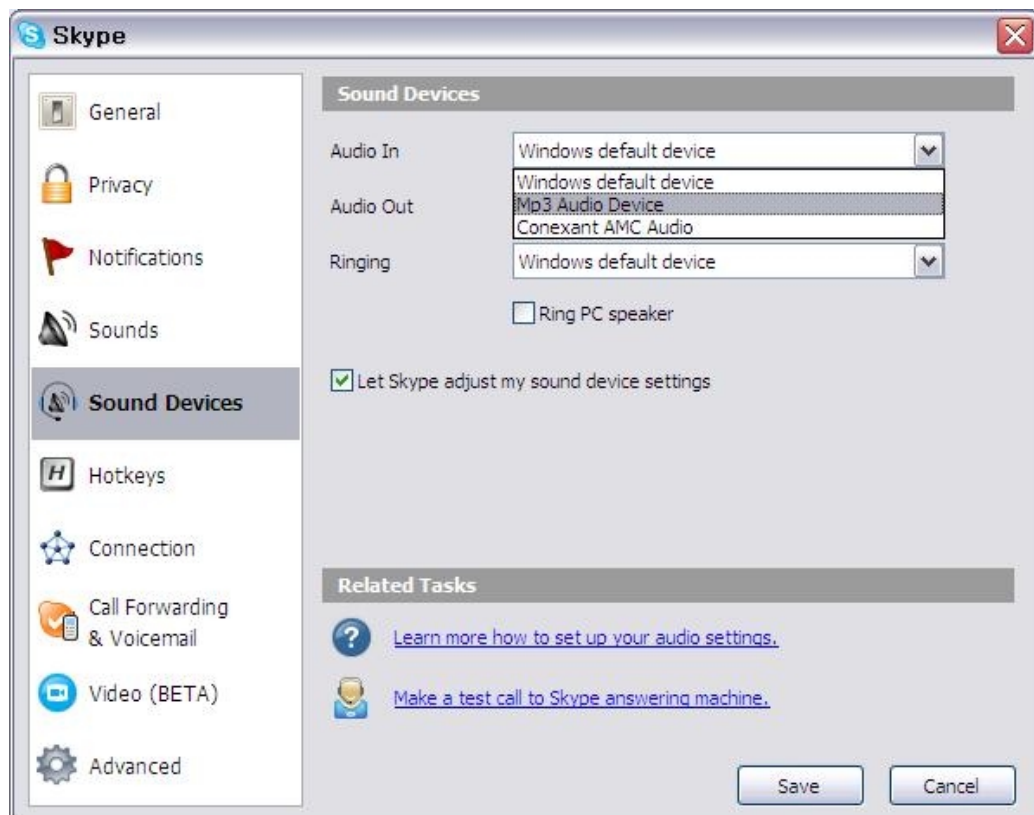 Skype
General
Privacy
Notifications
Sounds
Sound Devices
H Hotkeys
Connection
Call Forwarding
& Voicemail
Video (BETA)
Advanced
Sound Devices
Audio In Windows default device
Windows default device
Audio Out Mp3 Audio Device
Conexant AMC Audio
Ringing Windows default device
Ring PC speaker
Let Skype adjust my sound device settings
Related Tasks
? Learn more how to set up your audio settings.
Make a test call to Skype answering machine.
Save Cancel